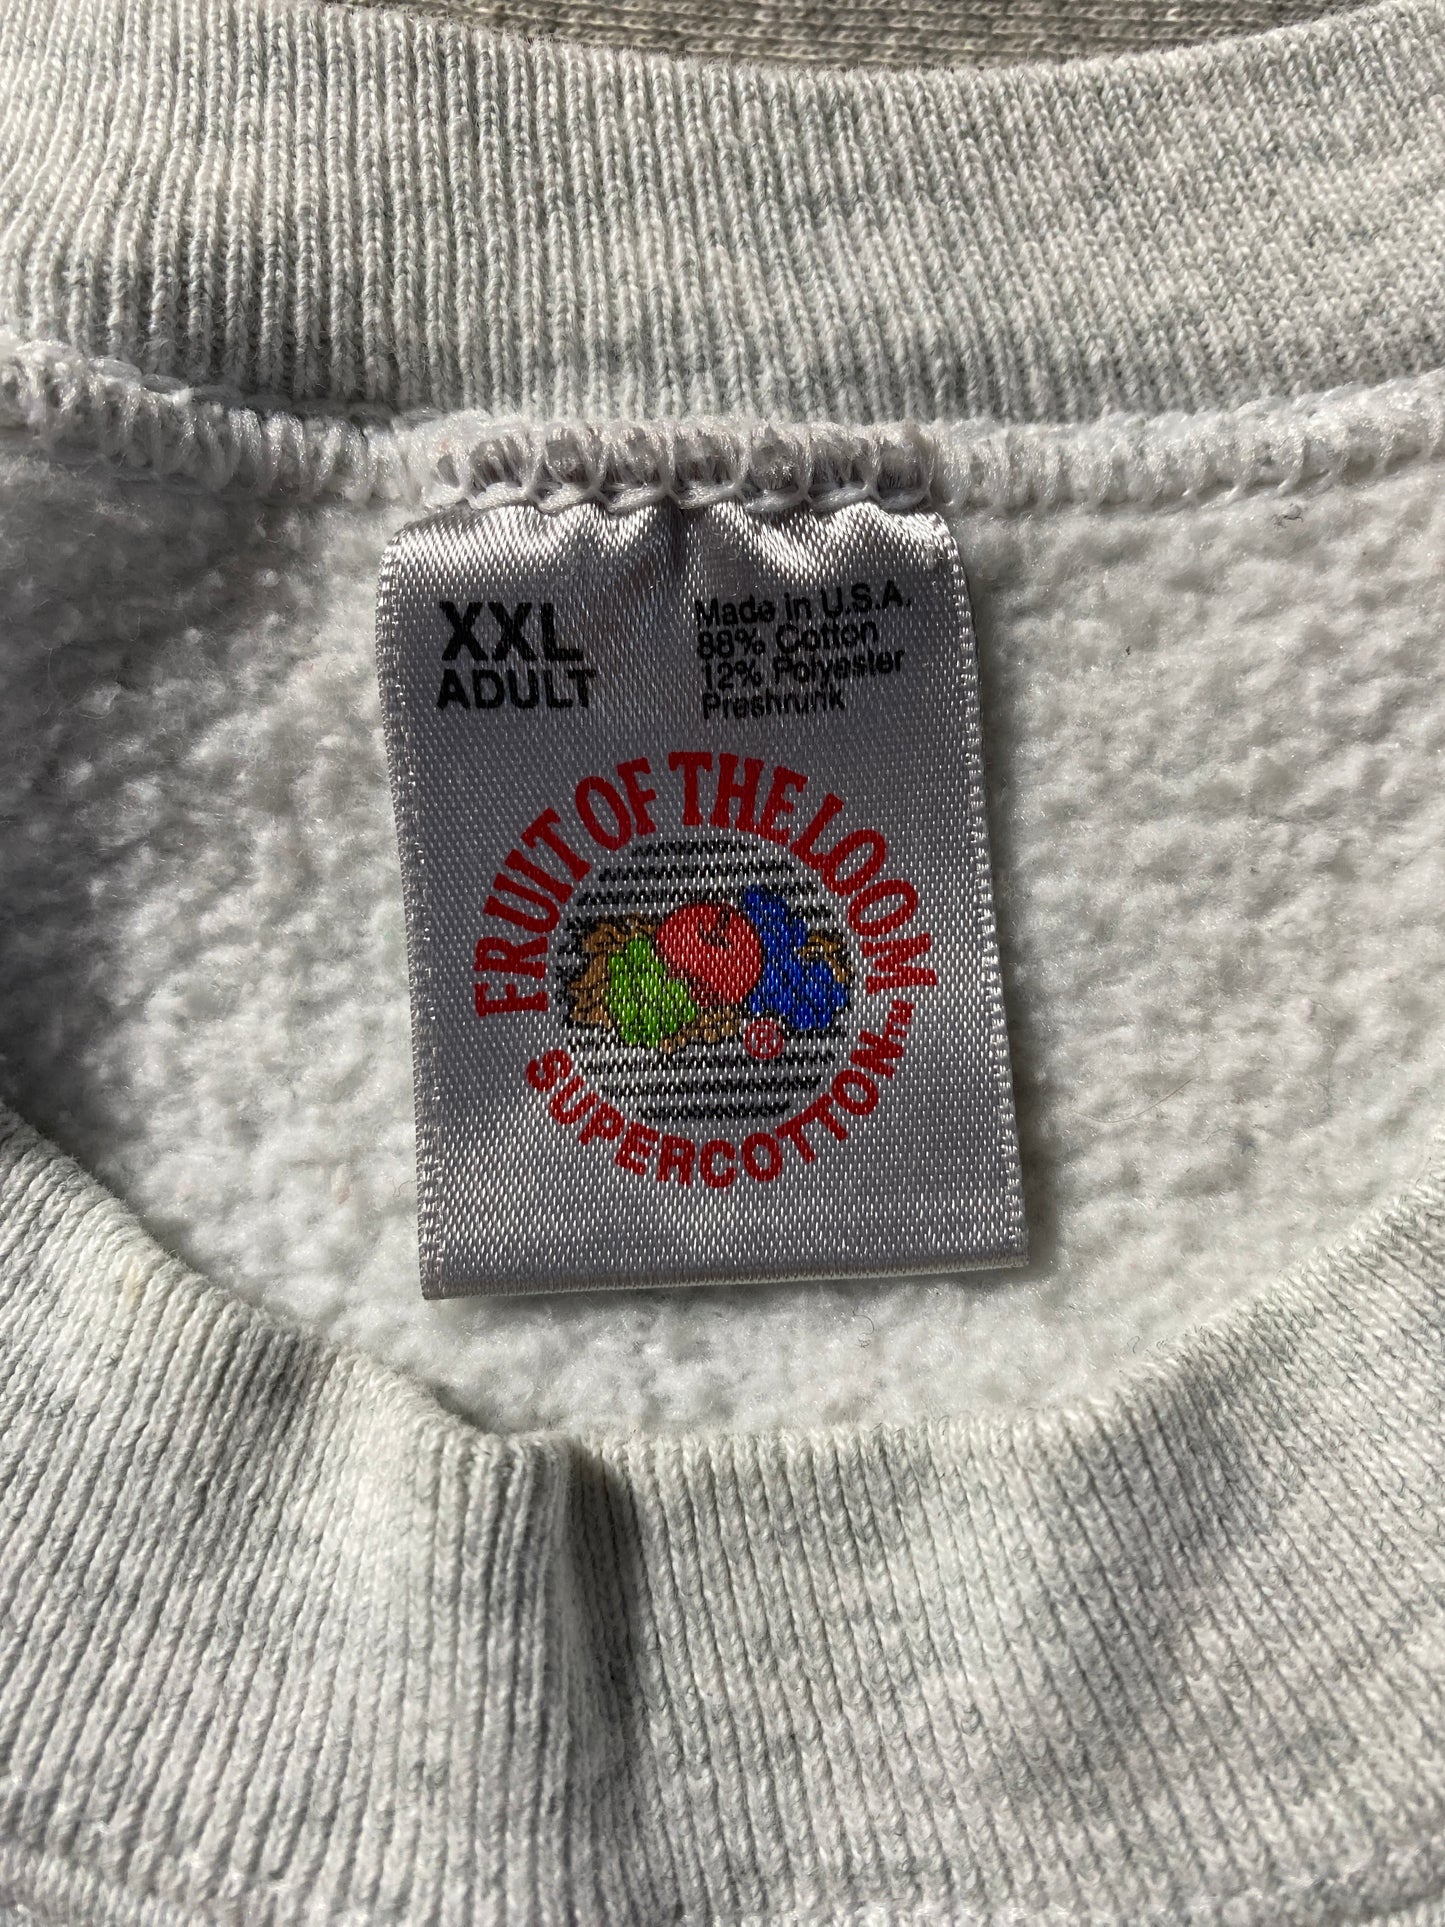 XXL
ADULT
Made in U.S.A.
88% Cotton
12% Polyester
Preshrunk
FRUIT OF THE LOOM
®
SUPERCOTTON™